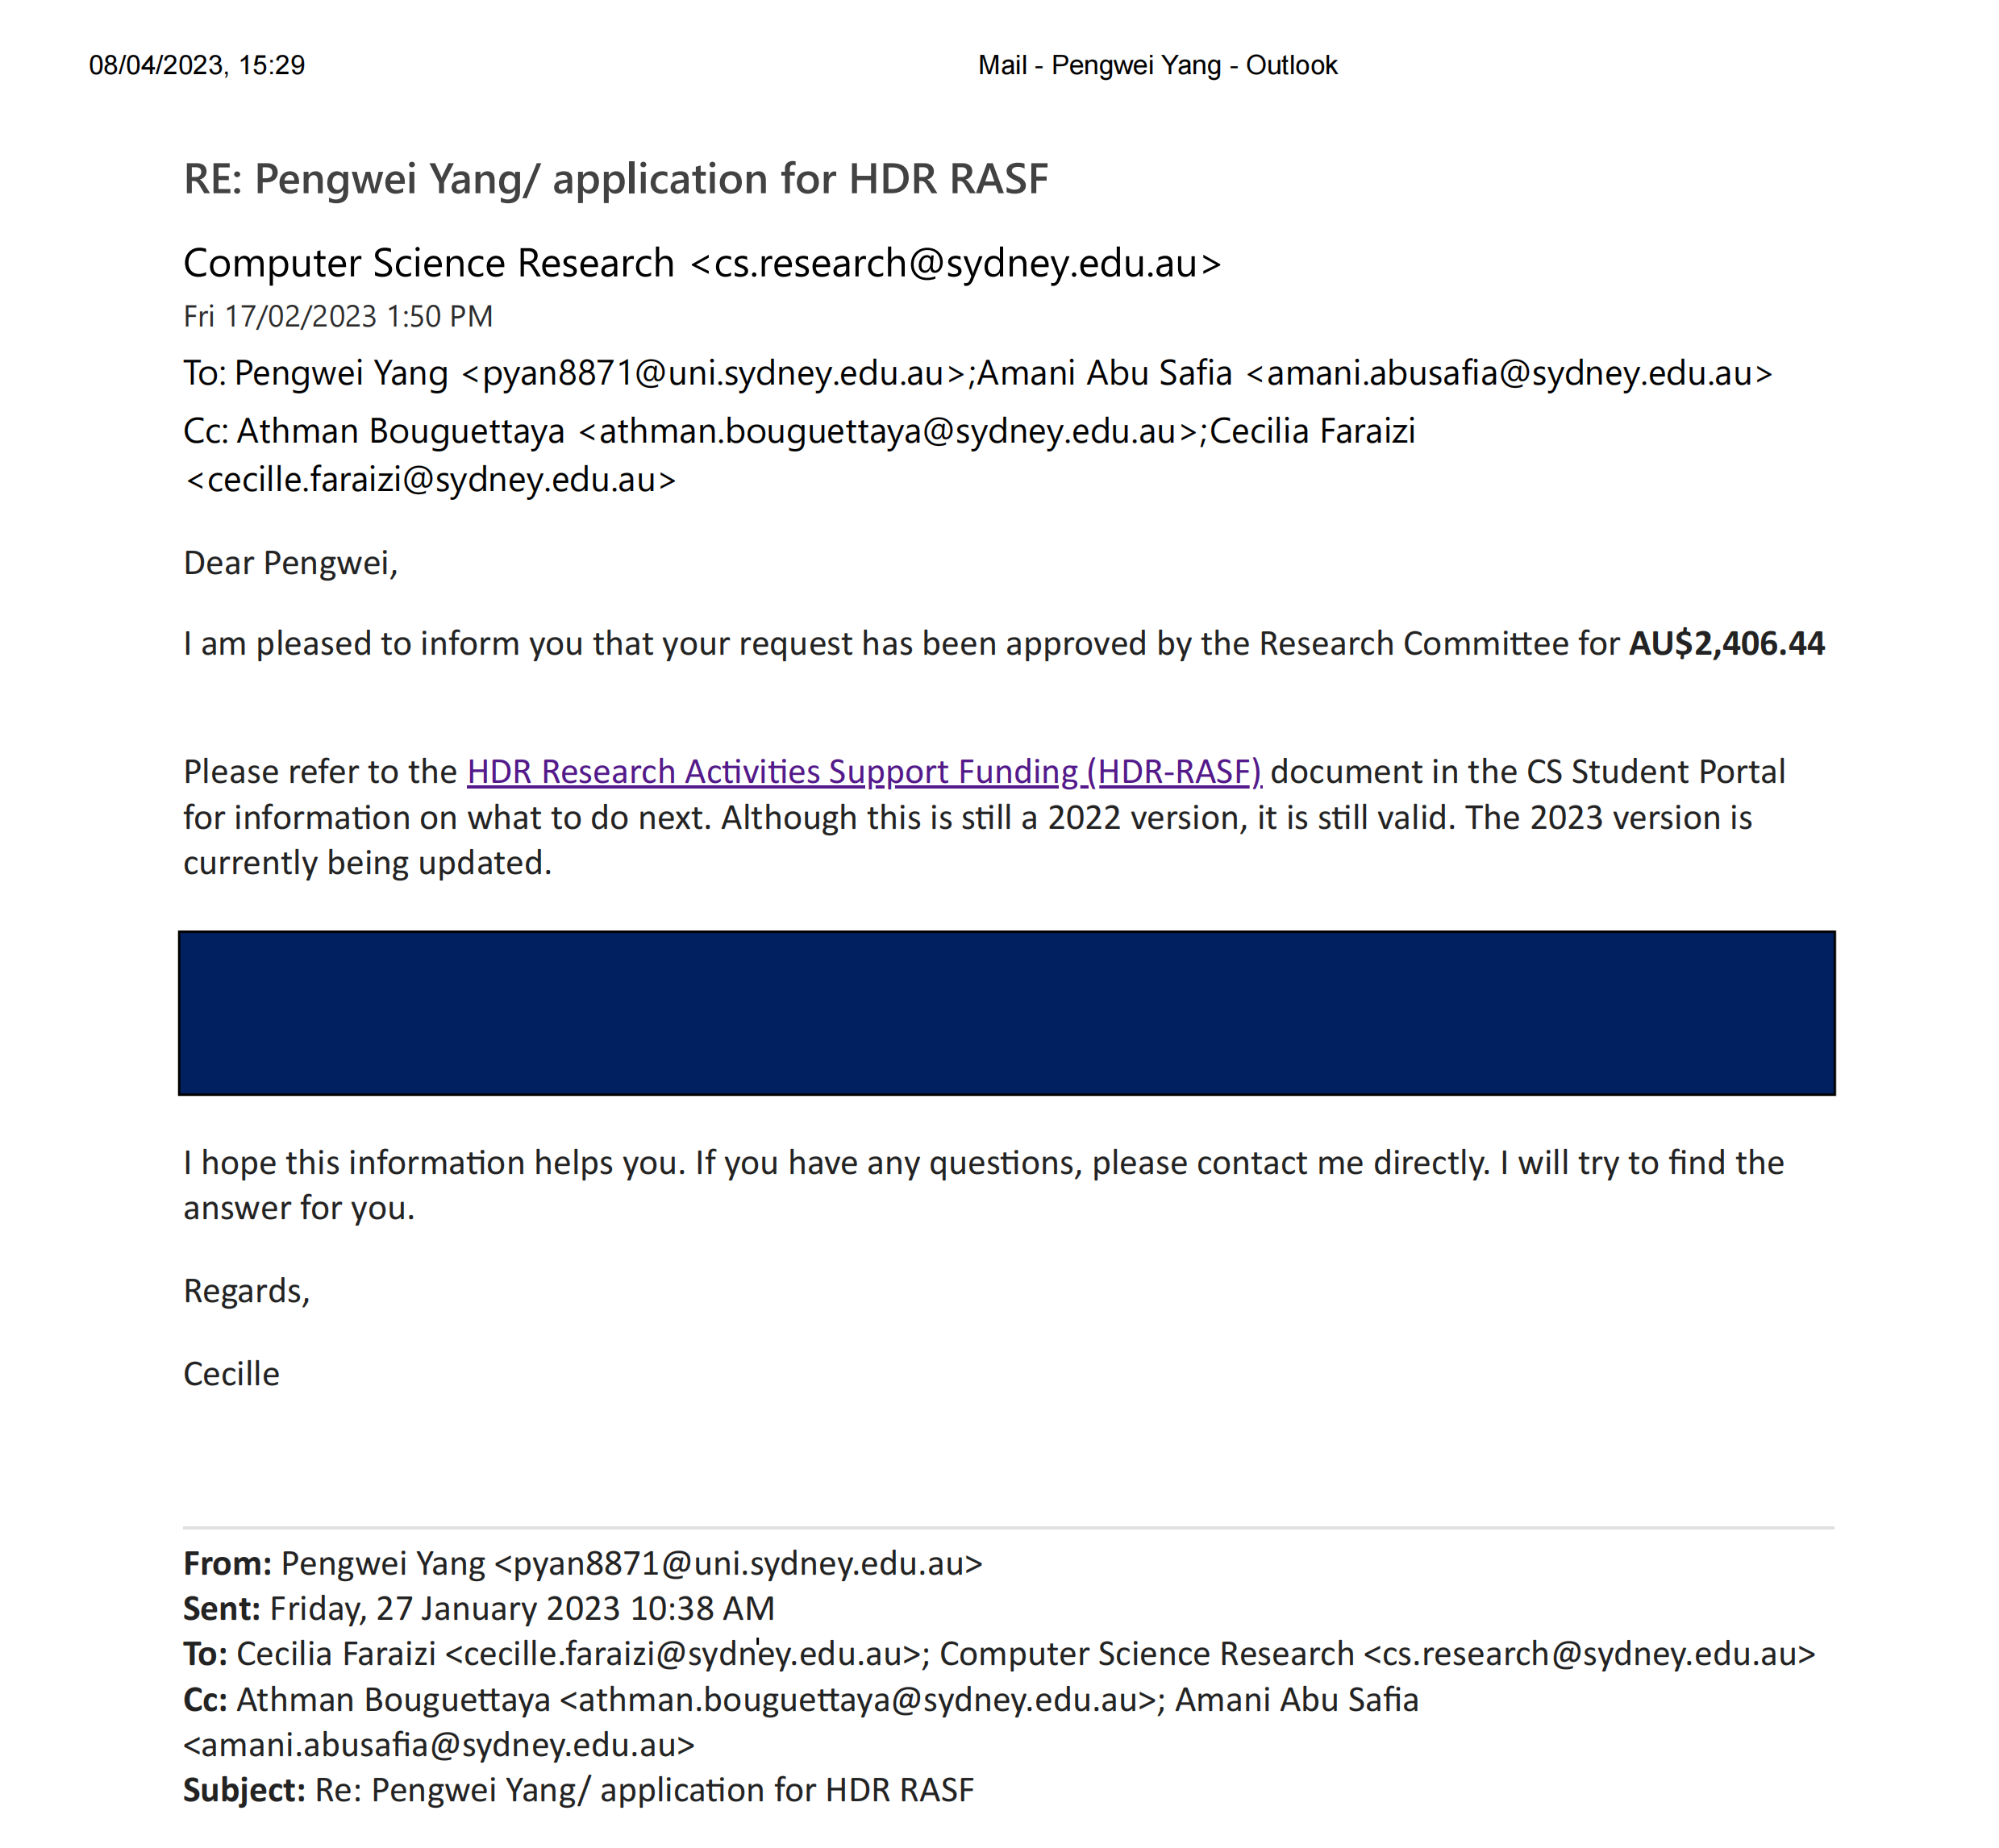 08/04/2023, 15:29
Mail - Pengwei Yang - Outlook
RE: Pengwei Yang/ application for HDR RASF
Computer Science Research <cs.research@sydney.edu.au>
Fri 17/02/2023 1:50 PM
To: Pengwei Yang <pyan8871@uni.sydney.edu.au>;Amani Abu Safia <amani.abusafia@sydney.edu.au>
Cc: Athman Bouguettaya <athman.bouguettaya@sydney.edu.au>;Cecilia Faraizi
<cecille.faraizi@sydney.edu.au>
Dear Pengwei,
I am pleased to inform you that your request has been approved by the Research Committee for AU$2,406.44
Please refer to the HDR Research Activities Support Funding (HDR-RASF) document in the CS Student Portal
for information on what to do next. Although this is still a 2022 version, it is still valid. The 2023 version is
currently being updated.
I hope this information helps you. If you have any questions, please contact me directly. I will try to find the
answer for you.
Regards,
Cecille
From: Pengwei Yang <pyan8871@uni.sydney.edu.au>
Sent: Friday, 27 January 2023 10:38 AM
To: Cecilia Faraizi <cecille.faraizi@sydney.edu.au>; Computer Science Research <cs.research@sydney.edu.au>
Cc: Athman Bouguettaya <athman.bouguettaya@sydney.edu.au>; Amani Abu Safia
<amani.abusafia@sydney.edu.au>
Subject: Re: Pengwei Yang/ application for HDR RASF